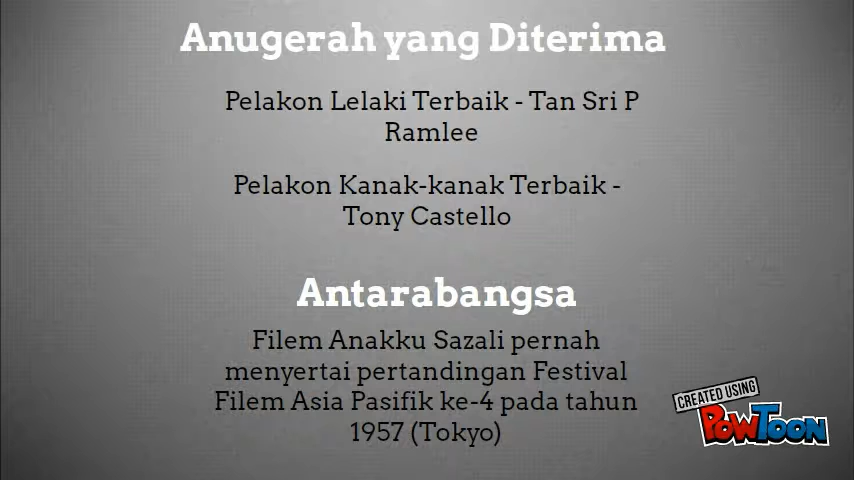 Anugerah yang Diterima
Pelakon Lelaki Terbaik - Tan Sri P
Ramlee
Pelakon Kanak-kanak Terbaik -
Tony Castello
Antarabangsa
Filem Anakku Sazali pernah
menyertai pertandingan Festival
Filem Asia Pasifik ke-4 pada tahun
1957 (Tokyo)
CREATED USING
POWTOON